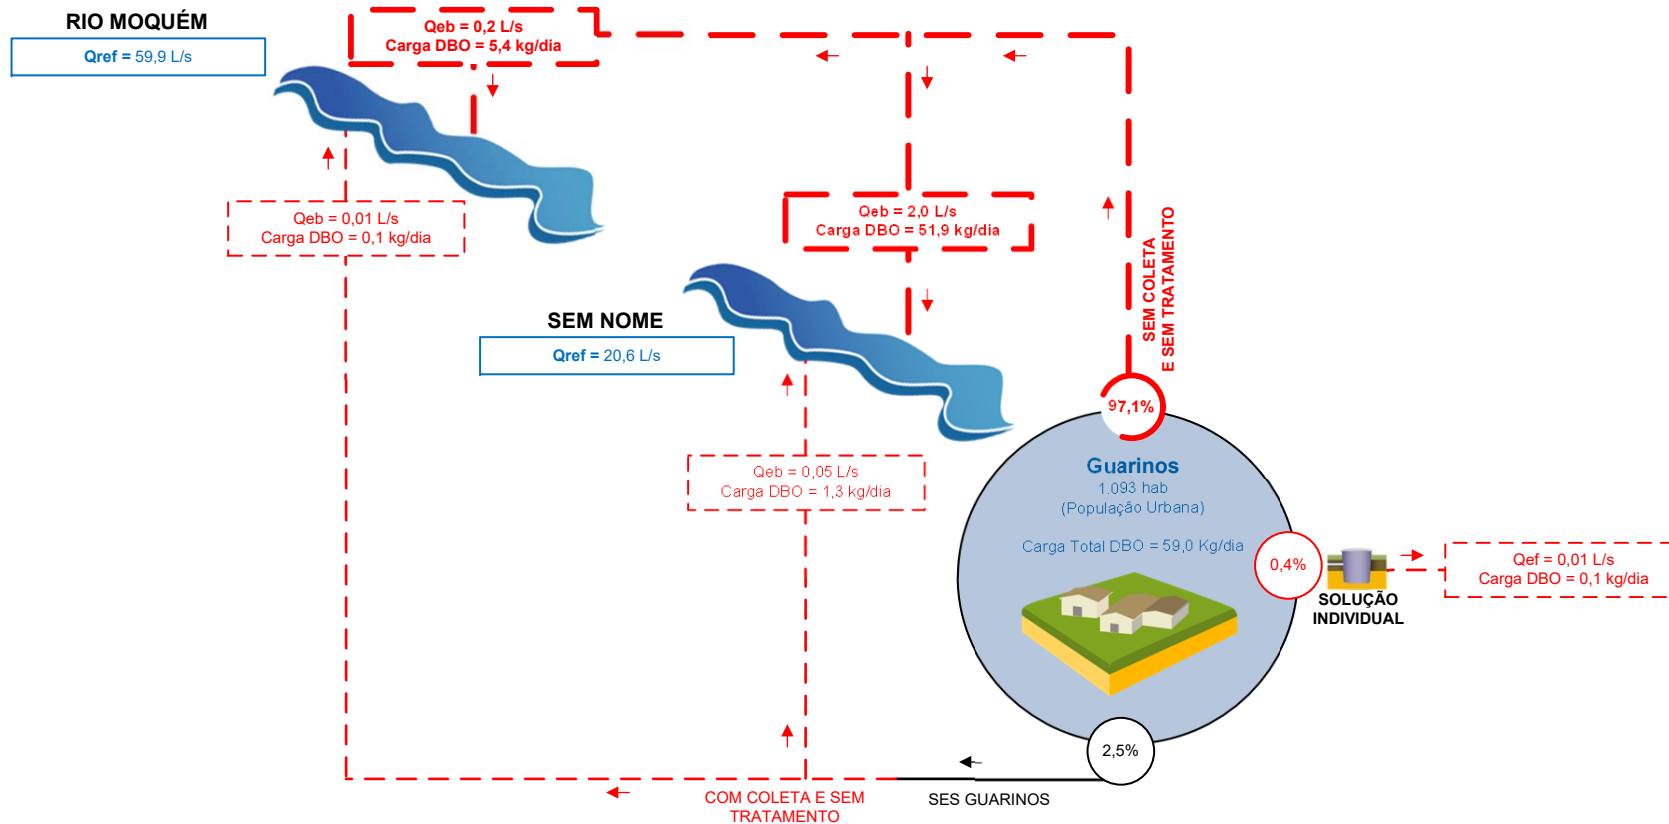 RIO MOQUÉM
Qref = 59,9 L/s
Qeb = 0,2 L/s
Carga DBO = 5,4 kg/dia
Qeb = 0,01 L/s
Carga DBO = 0,1 kg/dia
Qeb = 2,0 L/s
Carga DBO = 51,9 kg/dia
SEM COLETA
E SEM TRATAMENTO
SEM NOME
Qref = 20,6 L/s
97,1%
Qeb = 0,05 L/s
Carga DBO = 1,3 kg/dia
Guarinos
1.093 hab
(População Urbana)
Carga Total DBO = 59,0 Kg/dia
0,4%
SOLUÇÃO
INDIVIDUAL
Qef = 0,01 L/s
Carga DBO = 0,1 kg/dia
2,5%
SES GUARINOS
COM COLETA E SEM
TRATAMENTO